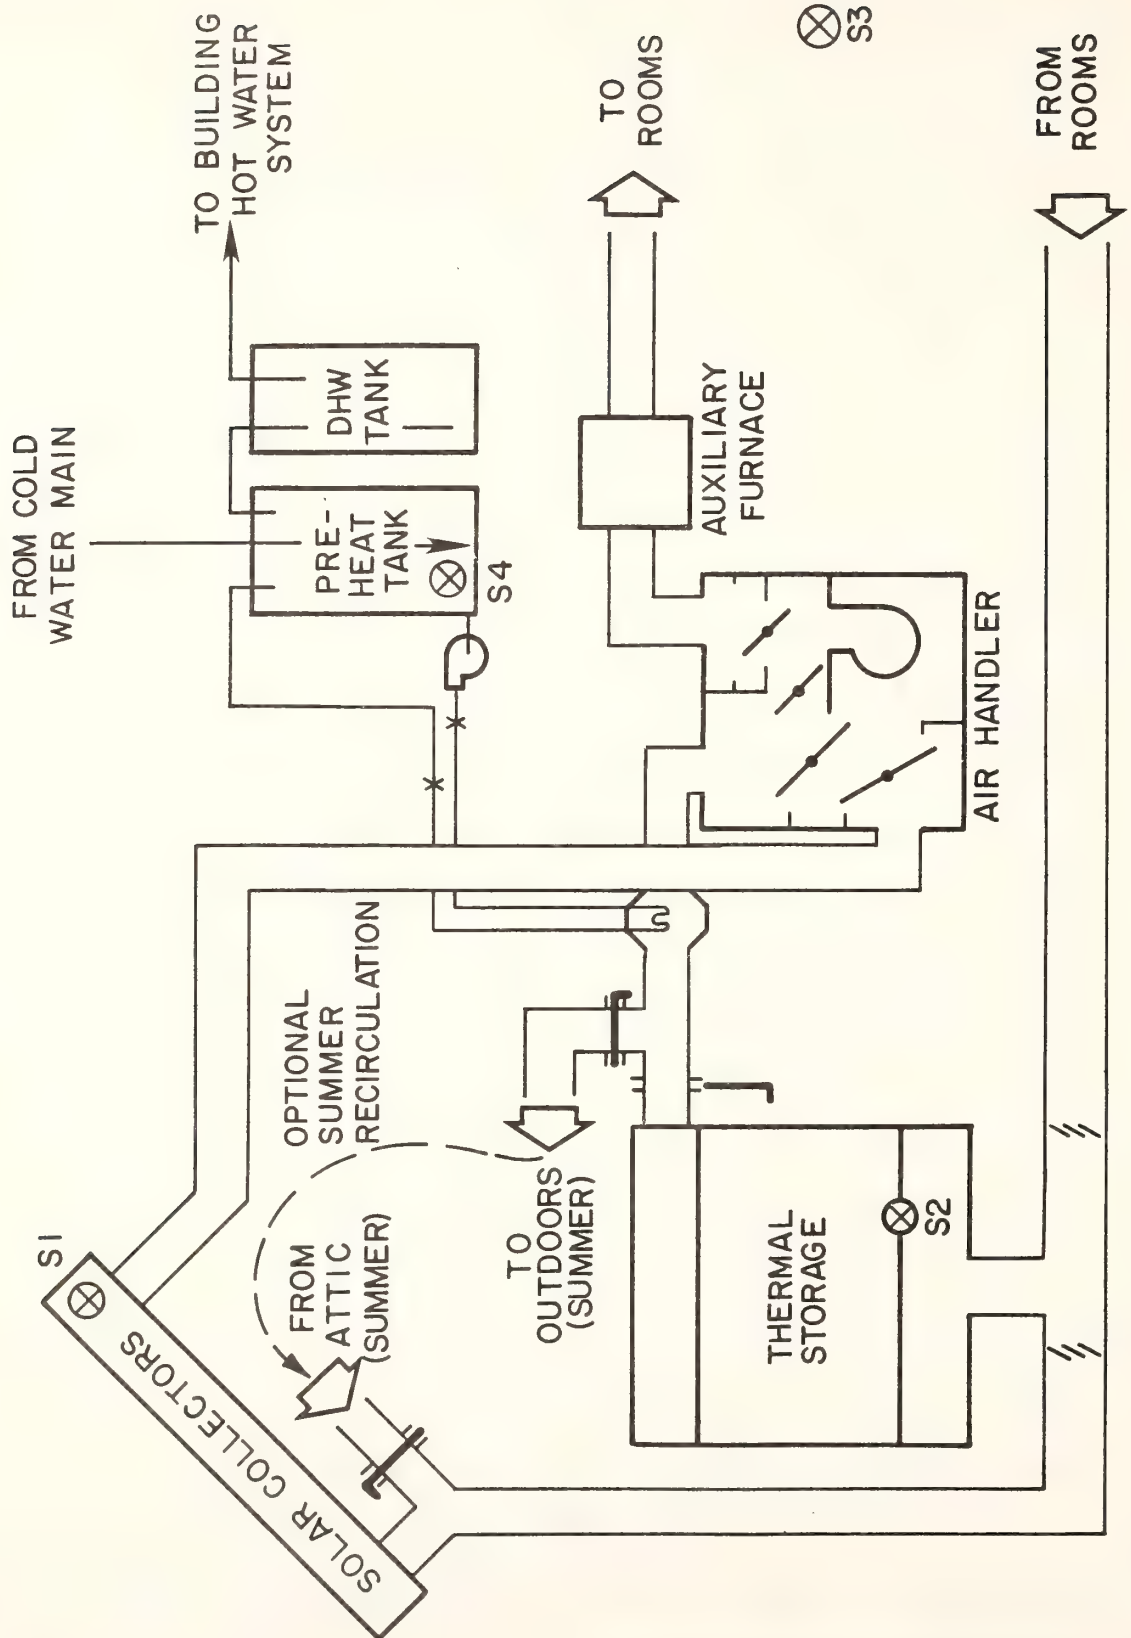 S1
SOLAR COLLECTORS
FROM
ATTIC
(SUMMER)
OPTIONAL
SUMMER
RECIRCULATION
TO
OUTDOORS
(SUMMER)
THERMAL
STORAGE
S2
FROM COLD
WATER MAIN
PRE-
HEAT
TANK
S4
DHW
TANK
TO BUILDING
HOT WATER
SYSTEM
AIR HANDLER
AUXILIARY
FURNACE
TO
ROOMS
S3
FROM
ROOMS